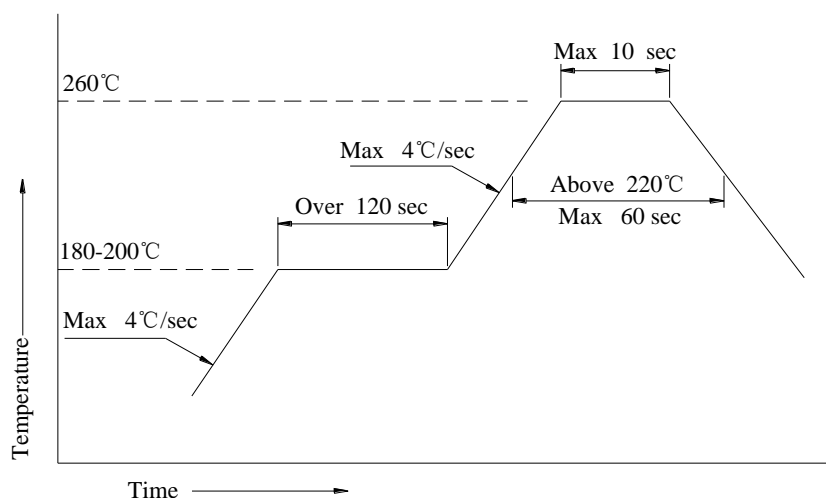 Max 10 sec
260℃
Max 4℃/sec
Above 220℃
Max 60 sec
Over 120 sec
180-200℃
Max 4℃/sec
Temperature
Time